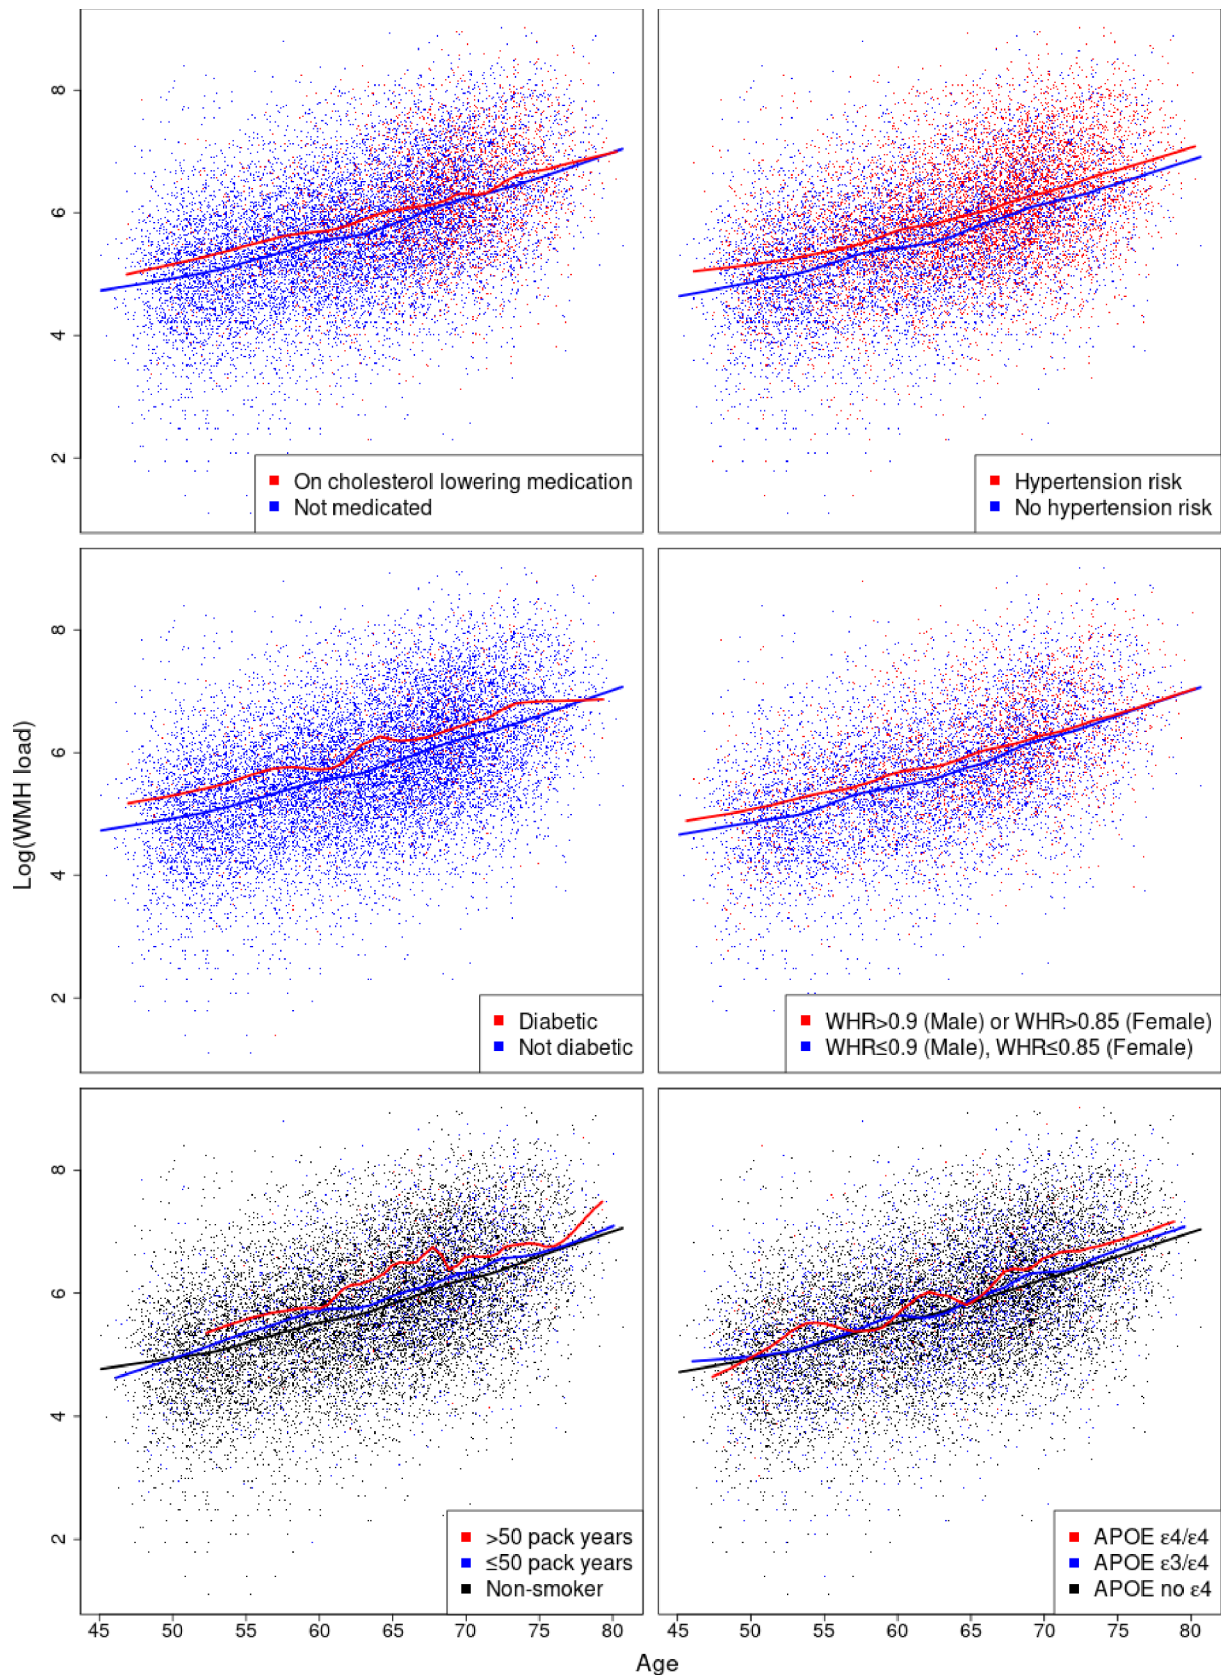 8
6
4
2
On cholesterol lowering medication
Not medicated
Hypertension risk
No hypertension risk
Log(WMH load)
8
6
4
2
Diabetic
Not diabetic
WHR>0.9 (Male) or WHR>0.85 (Female)
WHR≤0.9 (Male), WHR≤0.85 (Female)
8
6
4
2
>50 pack years
≤50 pack years
Non-smoker
APOE ε4/ε4
APOE ε3/ε4
APOE no ε4
45 50 55 60 65 70 75 80
45 50 55 60 65 70 75 80
Age